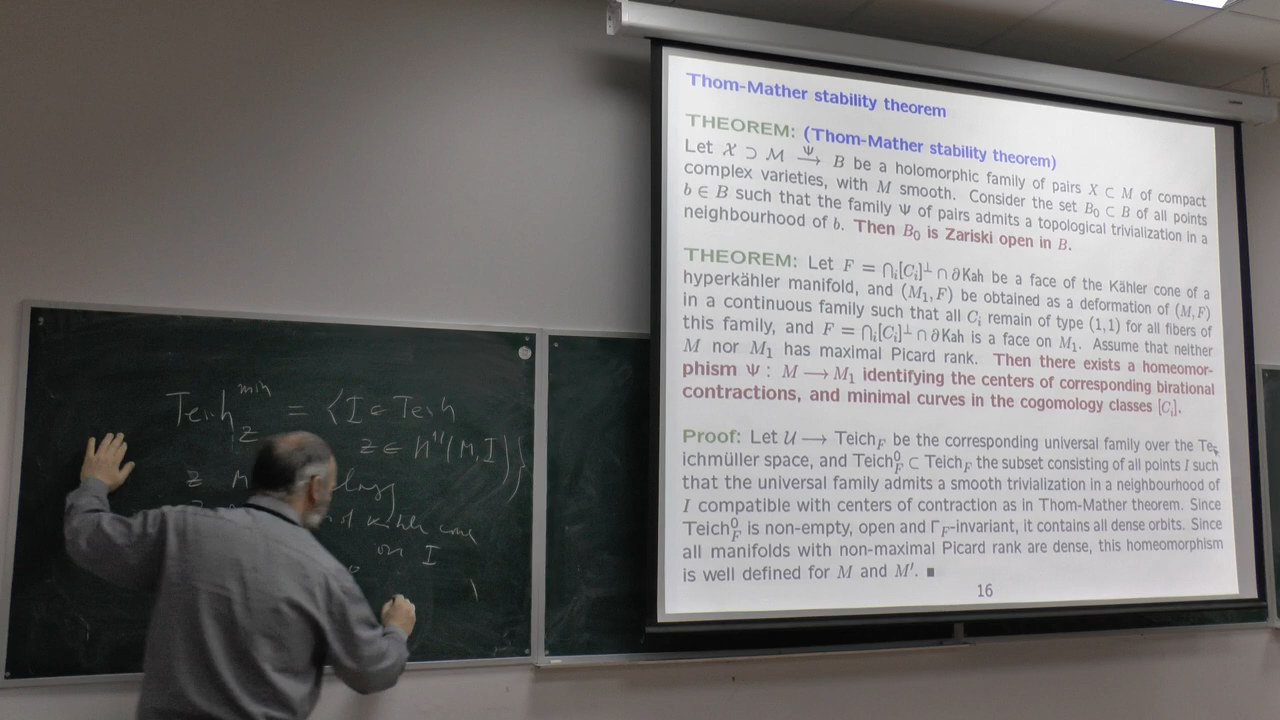 Teich^{min}_z = {I ∈ Teich
z ∈ H^{1,1}(M, I)}
z
of Kähler cone
on I
Thom-Mather stability theorem
THEOREM: (Thom-Mather stability theorem)
Let 𝒳 ⊃ ℳ —Ψ→ B be a holomorphic family of pairs X ⊂ M of compact
complex varieties, with M smooth. Consider the set B₀ ⊂ B of all points
b ∈ B such that the family Ψ of pairs admits a topological trivialization in a
neighbourhood of b. Then B₀ is Zariski open in B.
THEOREM: Let F = ⋂ᵢ[Cᵢ]^⊥ ∩ ∂Kah be a face of the Kähler cone of a
hyperkähler manifold, and (M₁, F) be obtained as a deformation of (M, F)
in a continuous family such that all Cᵢ remain of type (1,1) for all fibers of
this family, and F = ⋂ᵢ[Cᵢ]^⊥ ∩ ∂Kah is a face on M₁. Assume that neither
M nor M₁ has maximal Picard rank. Then there exists a homeomor-
phism Ψ : M ⟶ M₁ identifying the centers of corresponding birational
contractions, and minimal curves in the cogomology classes [Cᵢ].
Proof: Let 𝒰 ⟶ Teich_F be the corresponding universal family over the Te-
ichmüller space, and Teich⁰_F ⊂ Teich_F the subset consisting of all points I such
that the universal family admits a smooth trivialization in a neighbourhood of
I compatible with centers of contraction as in Thom-Mather theorem. Since
Teich⁰_F is non-empty, open and Γ_F-invariant, it contains all dense orbits. Since
all manifolds with non-maximal Picard rank are dense, this homeomorphism
is well defined for M and M′. ■
16